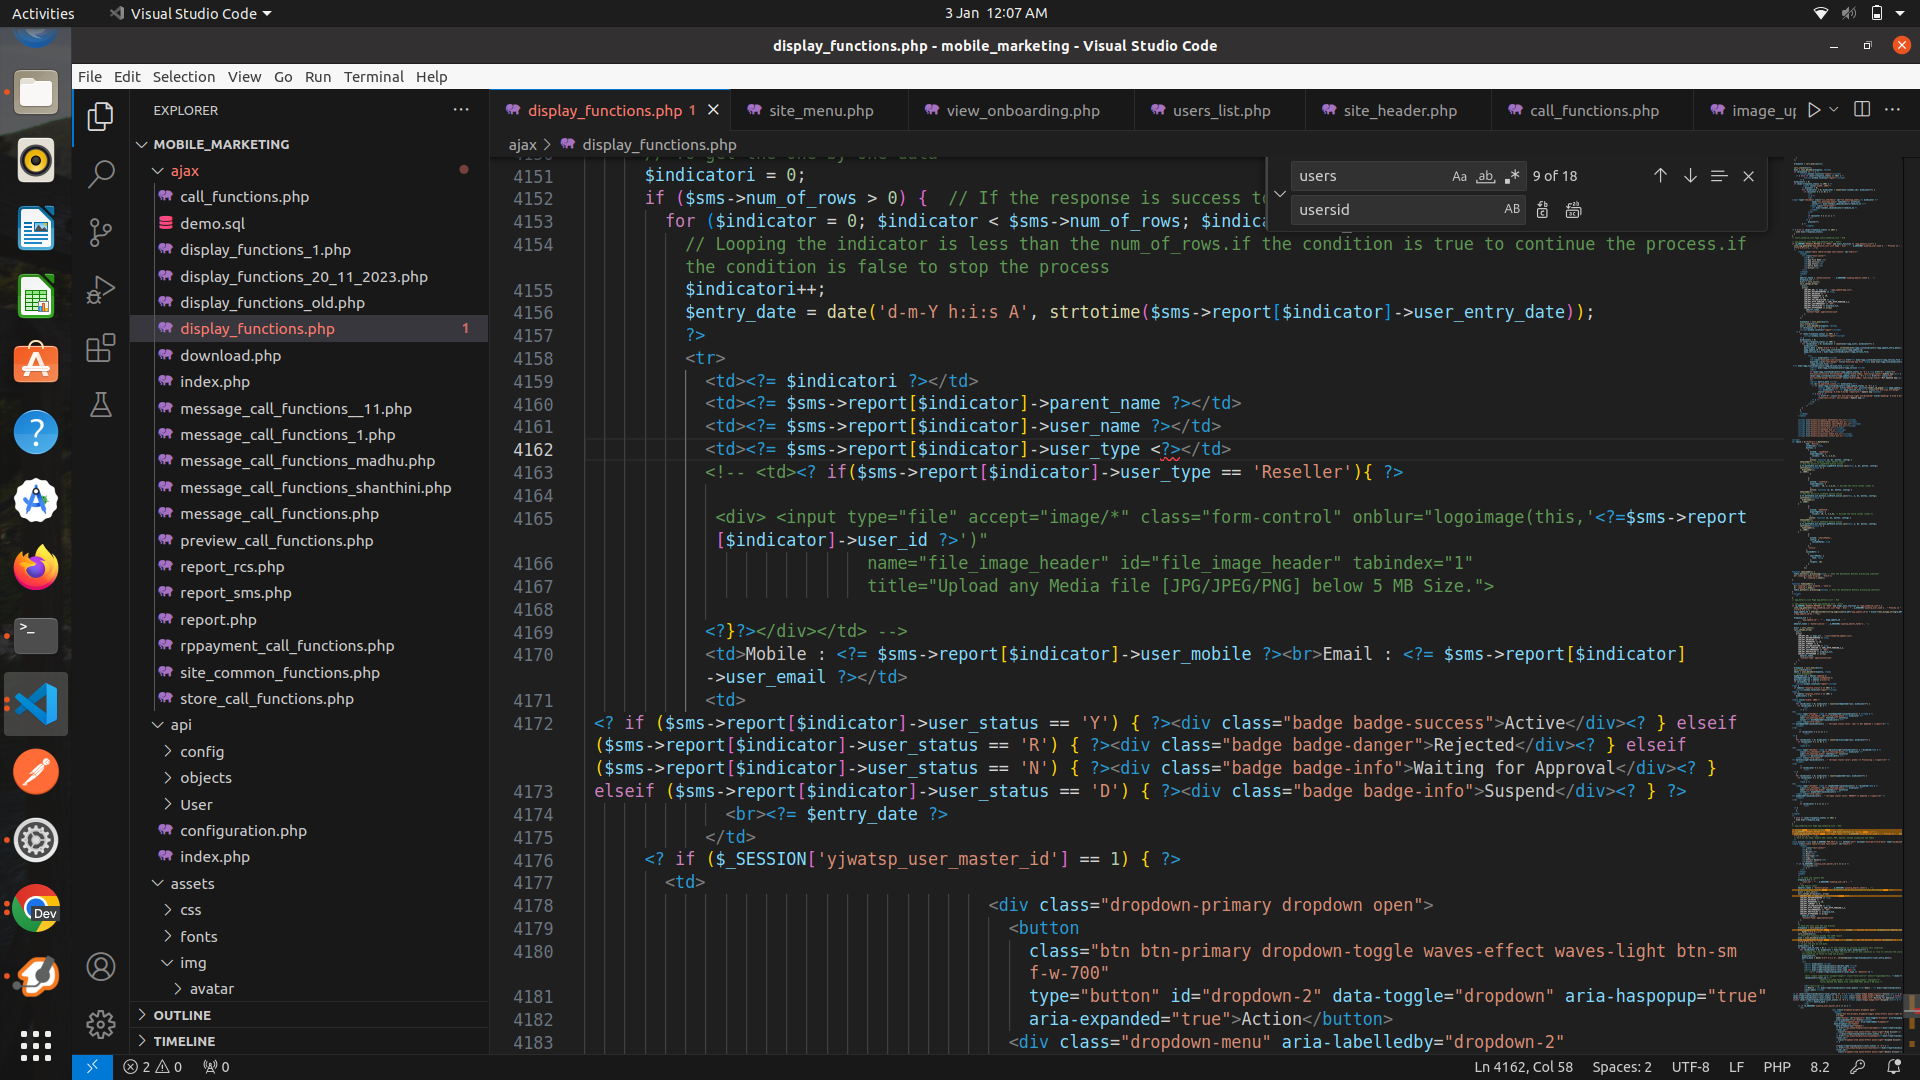 Activities
Visual Studio Code
3 Jan 12:07 AM
display_functions.php - mobile_marketing - Visual Studio Code
File Edit Selection View Go Run Terminal Help
EXPLORER
MOBILE_MARKETING
ajax
call_functions.php
demo.sql
display_functions_1.php
display_functions_20_11_2023.php
display_functions_old.php
display_functions.php 1
download.php
index.php
message_call_functions__11.php
message_call_functions_1.php
message_call_functions_madhu.php
message_call_functions_shanthini.php
message_call_functions.php
preview_call_functions.php
report_rcs.php
report_sms.php
report.php
rppayment_call_functions.php
site_common_functions.php
store_call_functions.php
api
config
objects
User
configuration.php
index.php
assets
css
fonts
img
avatar
OUTLINE
TIMELINE
display_functions.php 1
site_menu.php
view_onboarding.php
users_list.php
site_header.php
call_functions.php
image_up
ajax > display_functions.php
users Aa ab .* 9 of 18
usersid AB
4151 $indicatori = 0;
4152 if ($sms->num_of_rows > 0) { // If the response is success to
4153 for ($indicator = 0; $indicator < $sms->num_of_rows; $indica
4154 // Looping the indicator is less than the num_of_rows.if the condition is true to continue the process.if
the condition is false to stop the process
4155 $indicatori++;
4156 $entry_date = date('d-m-Y h:i:s A', strtotime($sms->report[$indicator]->user_entry_date));
4157 ?>
4158 <tr>
4159 <td><?= $indicatori ?></td>
4160 <td><?= $sms->report[$indicator]->parent_name ?></td>
4161 <td><?= $sms->report[$indicator]->user_name ?></td>
4162 <td><?= $sms->report[$indicator]->user_type <?></td>
4163 <!-- <td><? if($sms->report[$indicator]->user_type == 'Reseller'){ ?>
4164
4165 <div> <input type="file" accept="image/*" class="form-control" onblur="logoimage(this,'<?=$sms->report
[$indicator]->user_id ?>')"
4166 name="file_image_header" id="file_image_header" tabindex="1"
4167 title="Upload any Media file [JPG/JPEG/PNG] below 5 MB Size.">
4168
4169 <?}?></div></td> -->
4170 <td>Mobile : <?= $sms->report[$indicator]->user_mobile ?><br>Email : <?= $sms->report[$indicator]
->user_email ?></td>
4171 <td>
4172 <? if ($sms->report[$indicator]->user_status == 'Y') { ?><div class="badge badge-success">Active</div><? } elseif
($sms->report[$indicator]->user_status == 'R') { ?><div class="badge badge-danger">Rejected</div><? } elseif
($sms->report[$indicator]->user_status == 'N') { ?><div class="badge badge-info">Waiting for Approval</div><? }
4173 elseif ($sms->report[$indicator]->user_status == 'D') { ?><div class="badge badge-info">Suspend</div><? } ?>
4174 <br><?= $entry_date ?>
4175 </td>
4176 <? if ($_SESSION['yjwatsp_user_master_id'] == 1) { ?>
4177 <td>
4178 <div class="dropdown-primary dropdown open">
4179 <button
4180 class="btn btn-primary dropdown-toggle waves-effect waves-light btn-sm
f-w-700"
4181 type="button" id="dropdown-2" data-toggle="dropdown" aria-haspopup="true"
4182 aria-expanded="true">Action</button>
4183 <div class="dropdown-menu" aria-labelledby="dropdown-2"
Dev
2 0 0
Ln 4162, Col 58 Spaces: 2 UTF-8 LF PHP 8.2